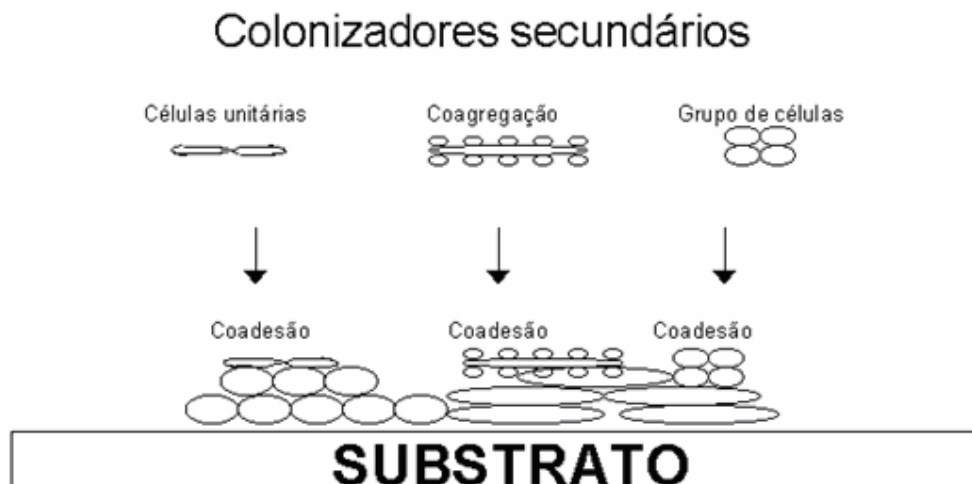 Colonizadores secundários
Células unitárias
Coagregação
Grupo de células
Coadesão
Coadesão
Coadesão
SUBSTRATO